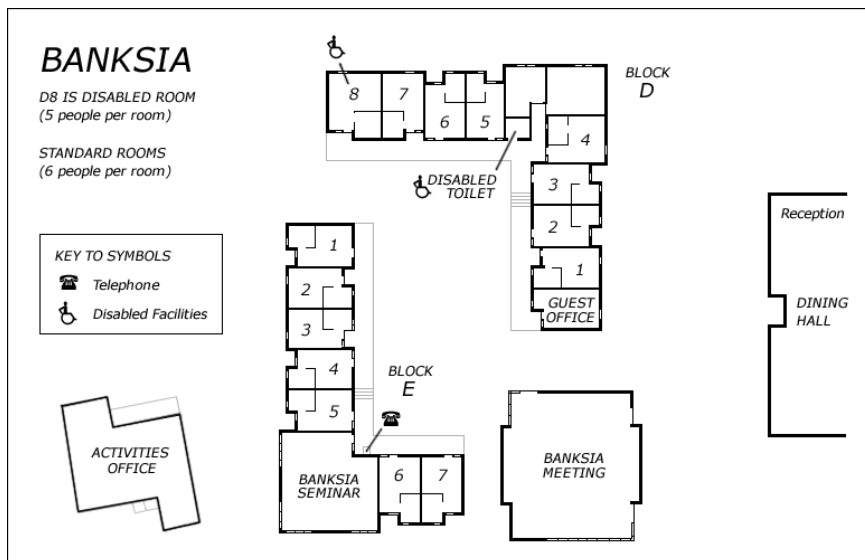 BANKSIA
D8 IS DISABLED ROOM
(5 people per room)
STANDARD ROOMS
(6 people per room)
KEY TO SYMBOLS
Telephone
Disabled Facilities
BLOCK
D
8
7
6
5
4
3
2
1
DISABLED
TOILET
GUEST
OFFICE
Reception
DINING
HALL
1
2
3
4
5
BLOCK
E
6
7
BANKSIA
SEMINAR
BANKSIA
MEETING
ACTIVITIES
OFFICE